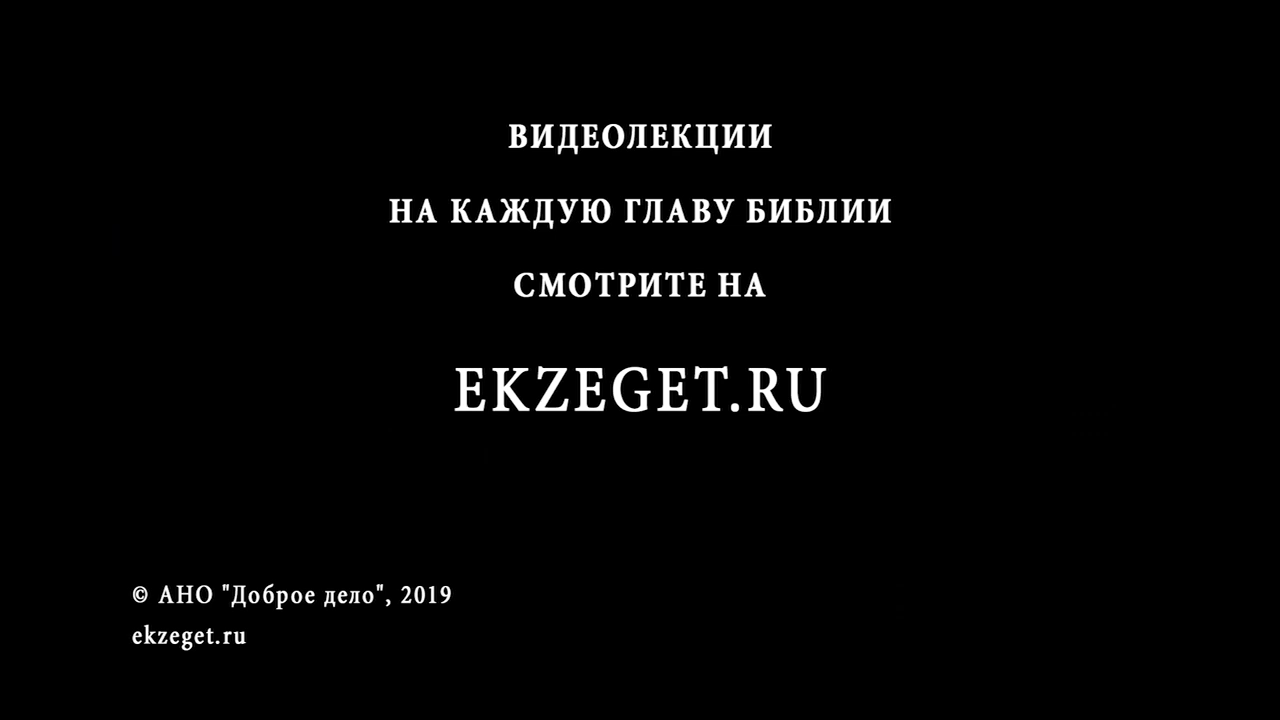 ВИДЕОЛЕКЦИИ
НА КАЖДУЮ ГЛАВУ БИБЛИИ
СМОТРИТЕ НА
EKZEGET.RU
© АНО "Доброе дело", 2019
ekzeget.ru